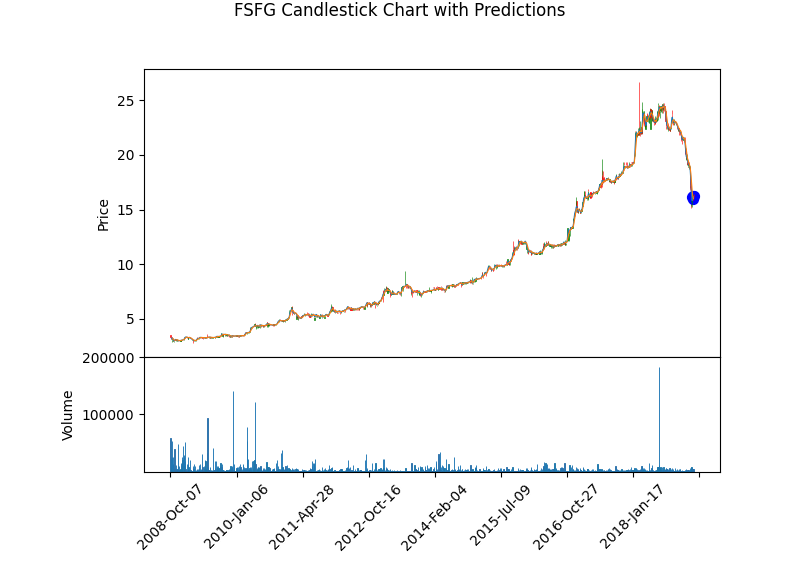 FSFG Candlestick Chart with Predictions
25
20
15
10
5
Price
200000
100000
Volume
2008-Oct-07
2010-Jan-06
2011-Apr-28
2012-Oct-16
2014-Feb-04
2015-Jul-09
2016-Oct-27
2018-Jan-17